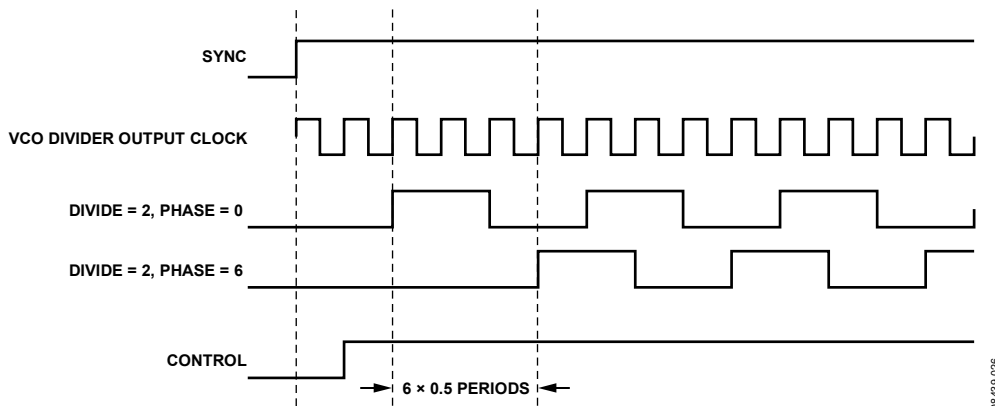 SYNC
VCO DIVIDER OUTPUT CLOCK
DIVIDE = 2, PHASE = 0
DIVIDE = 2, PHASE = 6
CONTROL
6 × 0.5 PERIODS